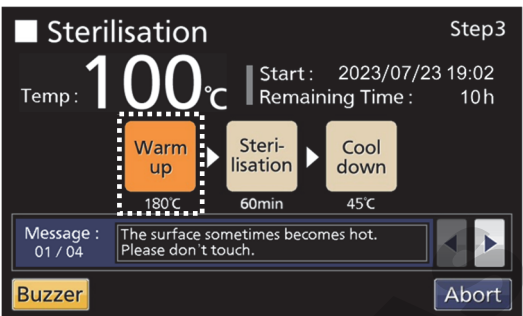 Sterilisation
Step3
Temp: 100℃
Start: 2023/07/23 19:02
Remaining Time: 10h
Warm up
Steri-lisation
Cool down
180℃
60min
45℃
Message: 01/04
The surface sometimes becomes hot.
Please don't touch.
Buzzer
Abort